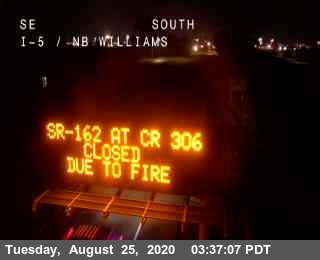 SE SOUTH
I-5 / NB WILLIAMS
SR-162 AT CR 306
CLOSED
DUE TO FIRE
Tuesday, August 25, 2020 03:37:07 PDT